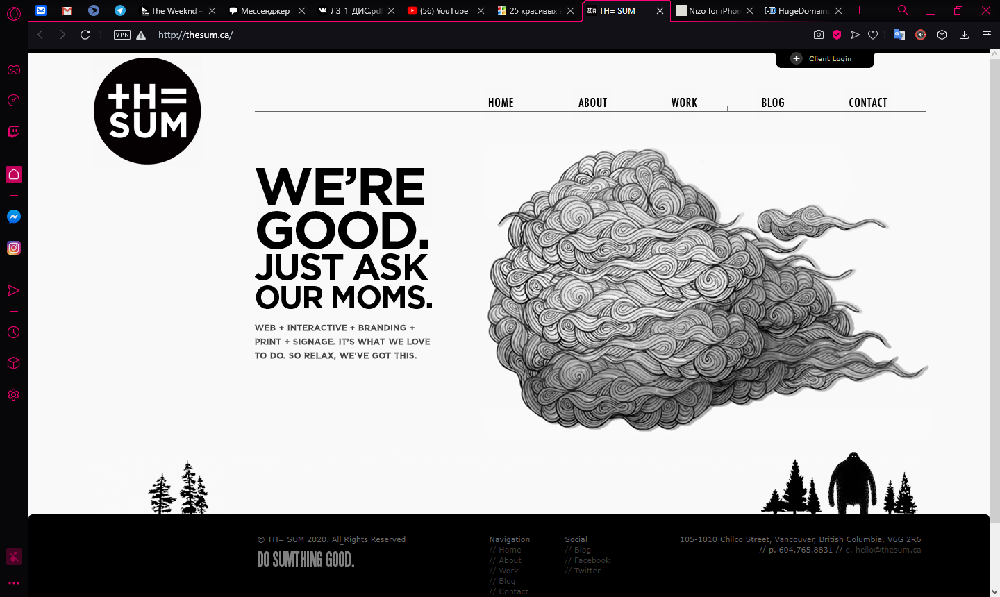 The Weeknd –
Мессенджер
ЛЗ_1_ДИС.pdf
(56) YouTube
25 красивых
TH= SUM
Nizo for iPhon
HugeDomains
VPN
http://thesum.ca/
Client Login
+H=
SUM
HOME
ABOUT
WORK
BLOG
CONTACT
WE'RE
GOOD.
JUST ASK
OUR MOMS.
WEB + INTERACTIVE + BRANDING +
PRINT + SIGNAGE. IT'S WHAT WE LOVE
TO DO. SO RELAX, WE'VE GOT THIS.
© TH= SUM 2020. All Rights Reserved
DO SUMTHING GOOD.
Navigation
// Home
// About
// Work
// Blog
// Contact
Social
// Blog
// Facebook
// Twitter
105-1010 Chilco Street, Vancouver, British Columbia, V6G 2R6
// p. 604.765.8831 // e. hello@thesum.ca